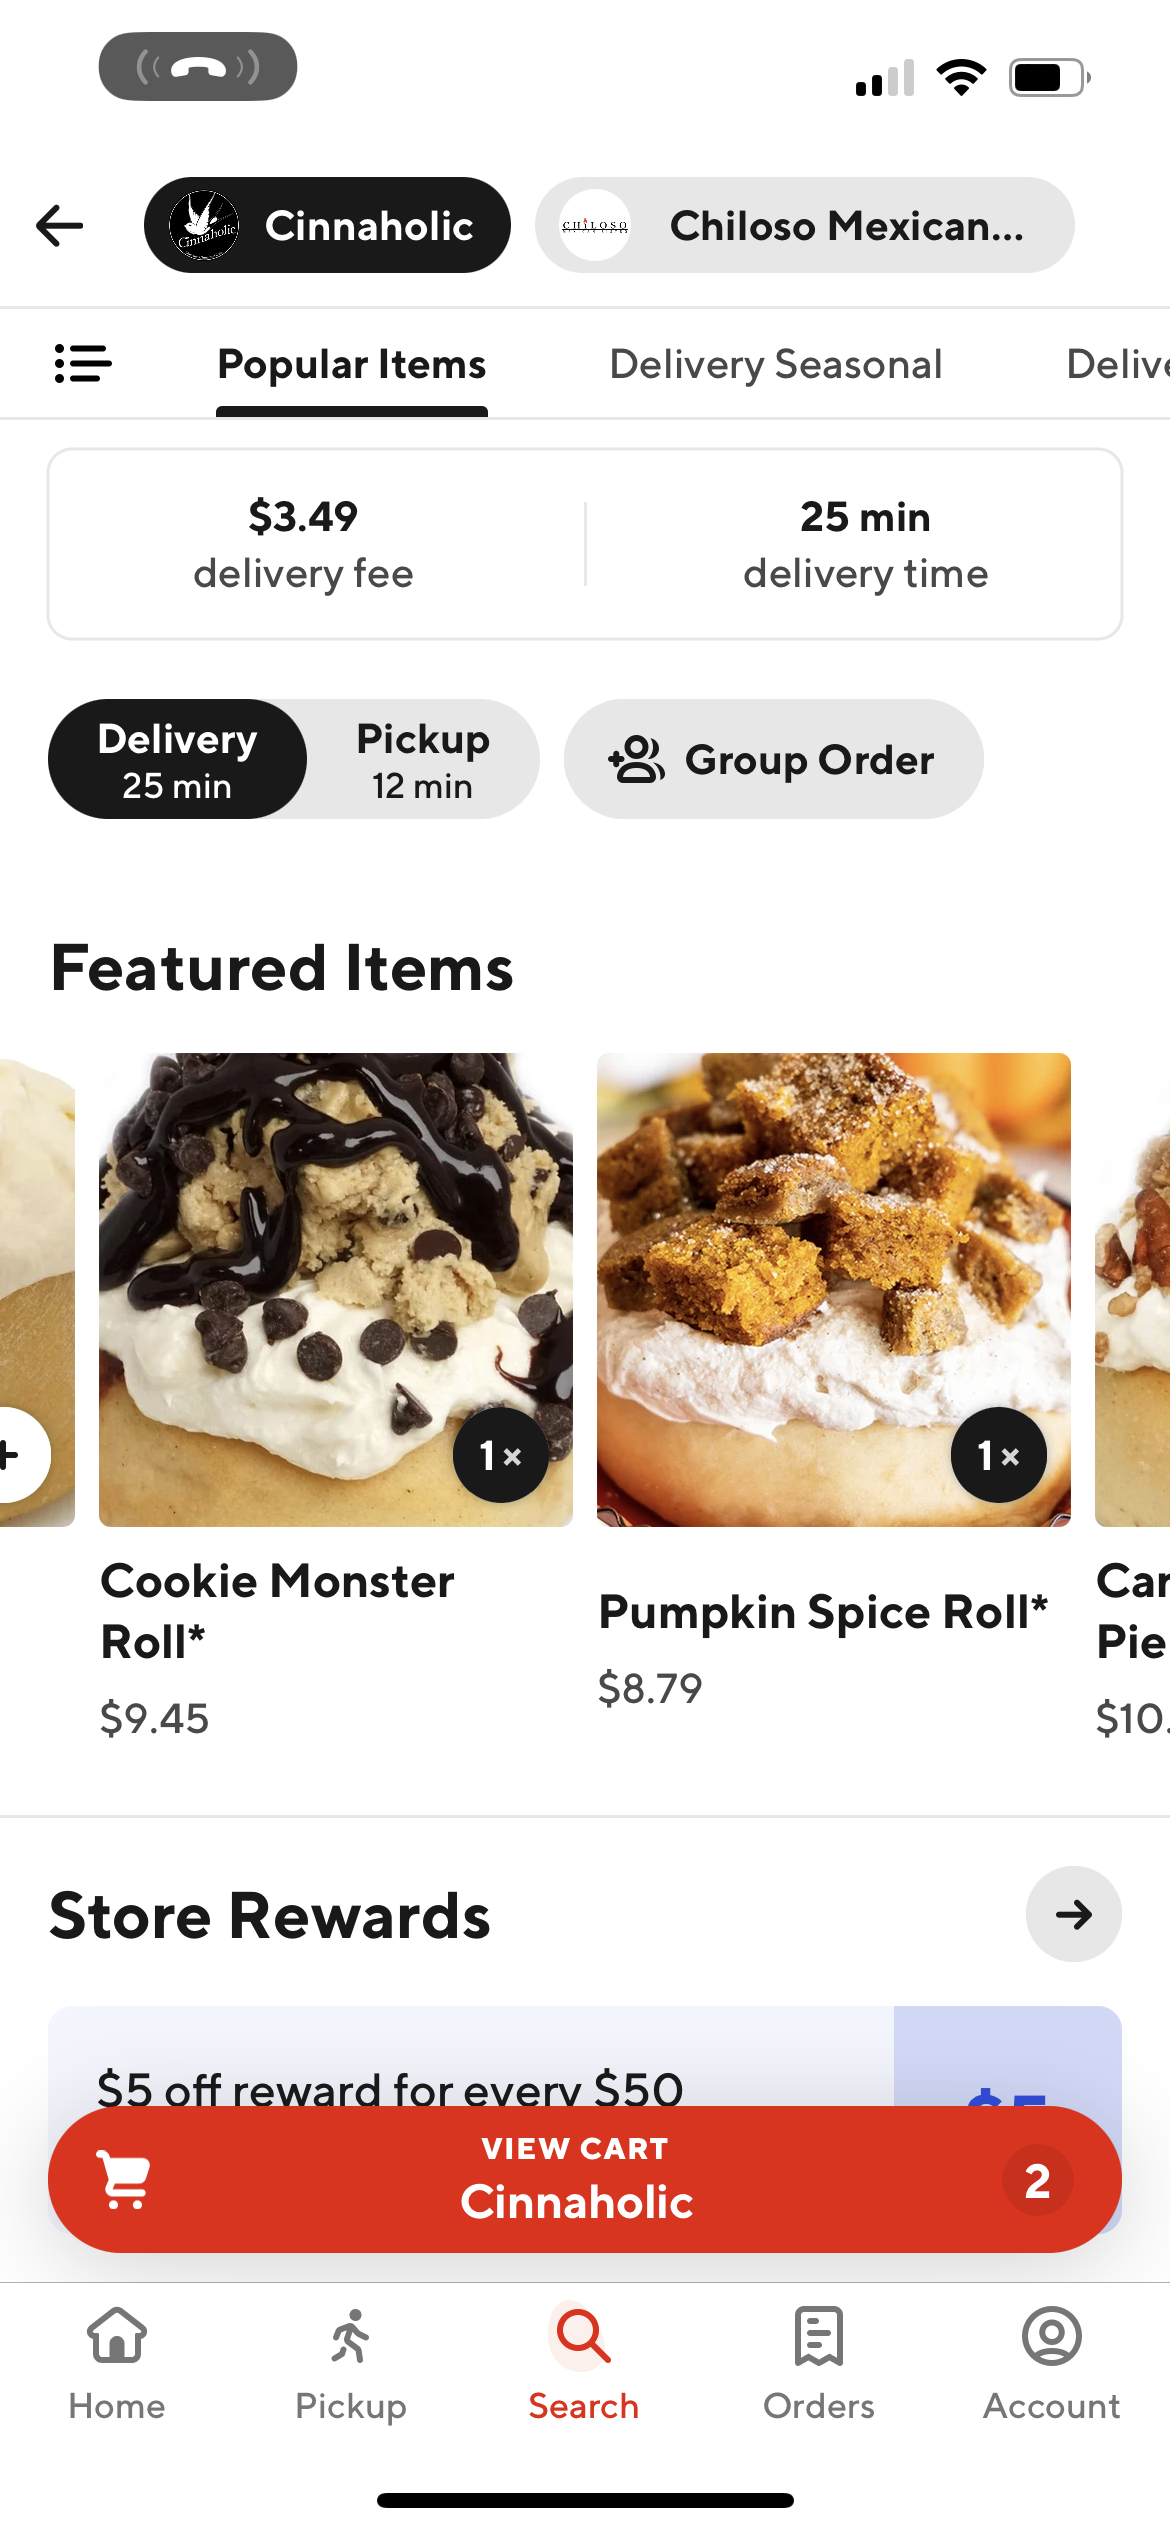 Cinnaholic
Cinnaholic
CHILOSO
Chiloso Mexican...
Popular Items
Delivery Seasonal
Delive
$3.49
delivery fee
25 min
delivery time
Delivery
25 min
Pickup
12 min
Group Order
Featured Items
1×
1×
Cookie Monster
Roll*
$9.45
Pumpkin Spice Roll*
$8.79
Car
Pie
$10.
Store Rewards
$5 off reward for every $50
$5
VIEW CART
Cinnaholic
2
Home
Pickup
Search
Orders
Account